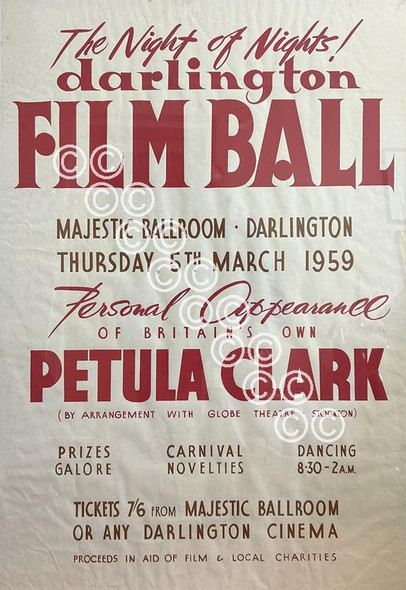 The Night of Nights!
darlington
FILM BALL
MAJESTIC BALLROOM · DARLINGTON
THURSDAY 5TH MARCH 1959
Personal Appearance
OF BRITAIN'S OWN
PETULA CLARK
(BY ARRANGEMENT WITH GLOBE THEATRE, STOCKTON)
PRIZES GALORE
CARNIVAL NOVELTIES
DANCING 8·30-2 A.M.
TICKETS 7/6 FROM MAJESTIC BALLROOM
OR ANY DARLINGTON CINEMA
PROCEEDS IN AID OF FILM & LOCAL CHARITIES